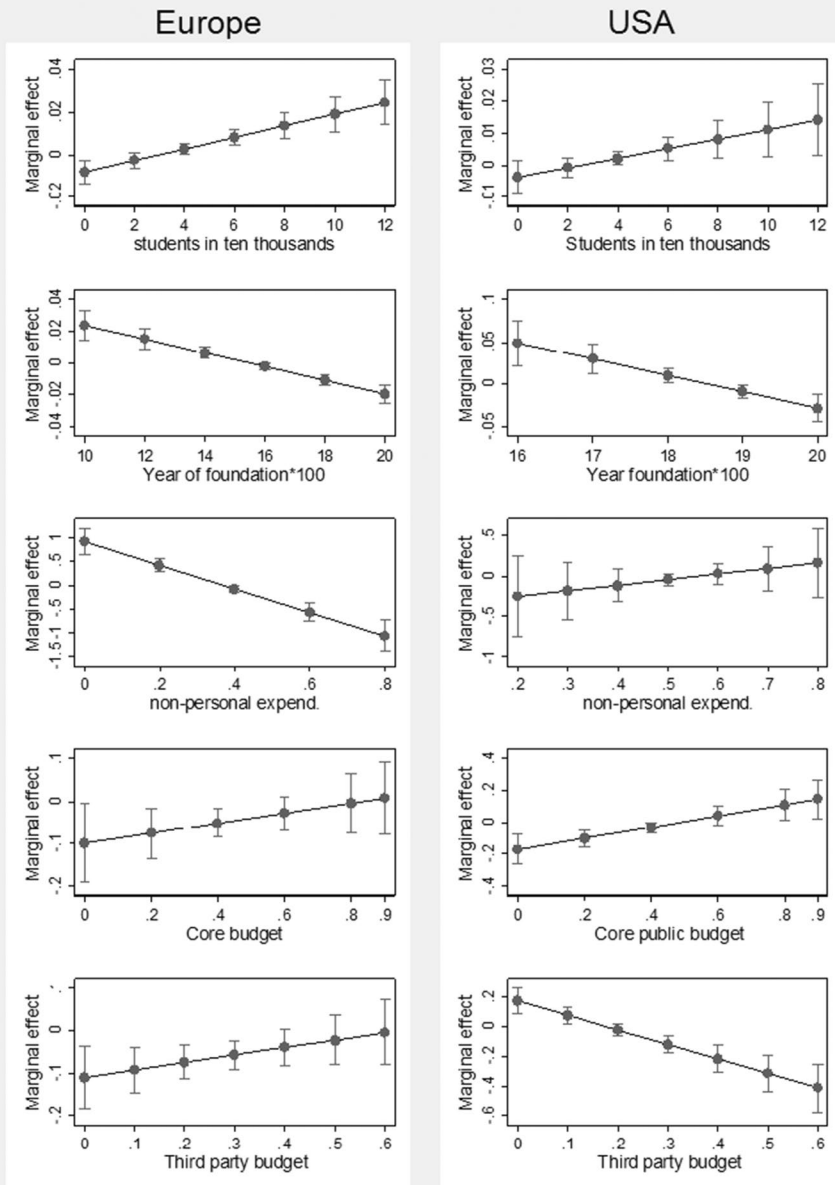 Europe
USA
Marginal effect
-.02 0 .02 .04
0 2 4 6 8 10 12
students in ten thousands
Marginal effect
-.01 0 .01 .02 .03
0 2 4 6 8 10 12
Students in ten thousands
Marginal effect
-.04 -.02 0 .02 .04
10 12 14 16 18 20
Year of foundation*100
Marginal effect
-.05 0 .05 .1
16 17 18 19 20
Year foundation*100
Marginal effect
-1.5 -1 -.5 0 .5 1
0 .2 .4 .6 .8
non-personal expend.
Marginal effect
-1 -.5 0 .5
.2 .3 .4 .5 .6 .7 .8
non-personal expend.
Marginal effect
-.2 -.1 0 .1
0 .2 .4 .6 .8 .9
Core budget
Marginal effect
-.4 -.2 0 .2 .4
0 .2 .4 .6 .8 .9
Core public budget
Marginal effect
-.2 -.1 0
0 .1 .2 .3 .4 .5 .6
Third party budget
Marginal effect
-.6 -.4 -.2 0 .2
0 .1 .2 .3 .4 .5 .6
Third party budget